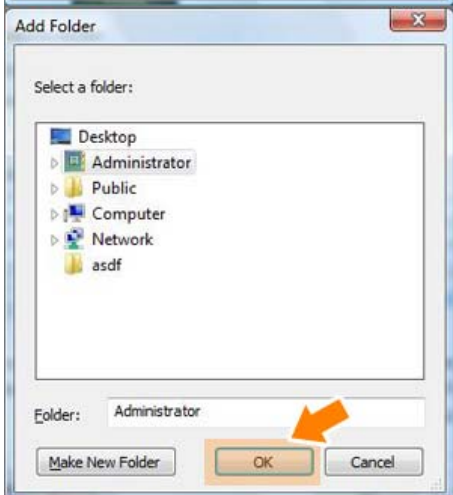 Add Folder
Select a folder:
Desktop
Administrator
Public
Computer
Network
asdf
Folder: Administrator
Make New Folder OK Cancel